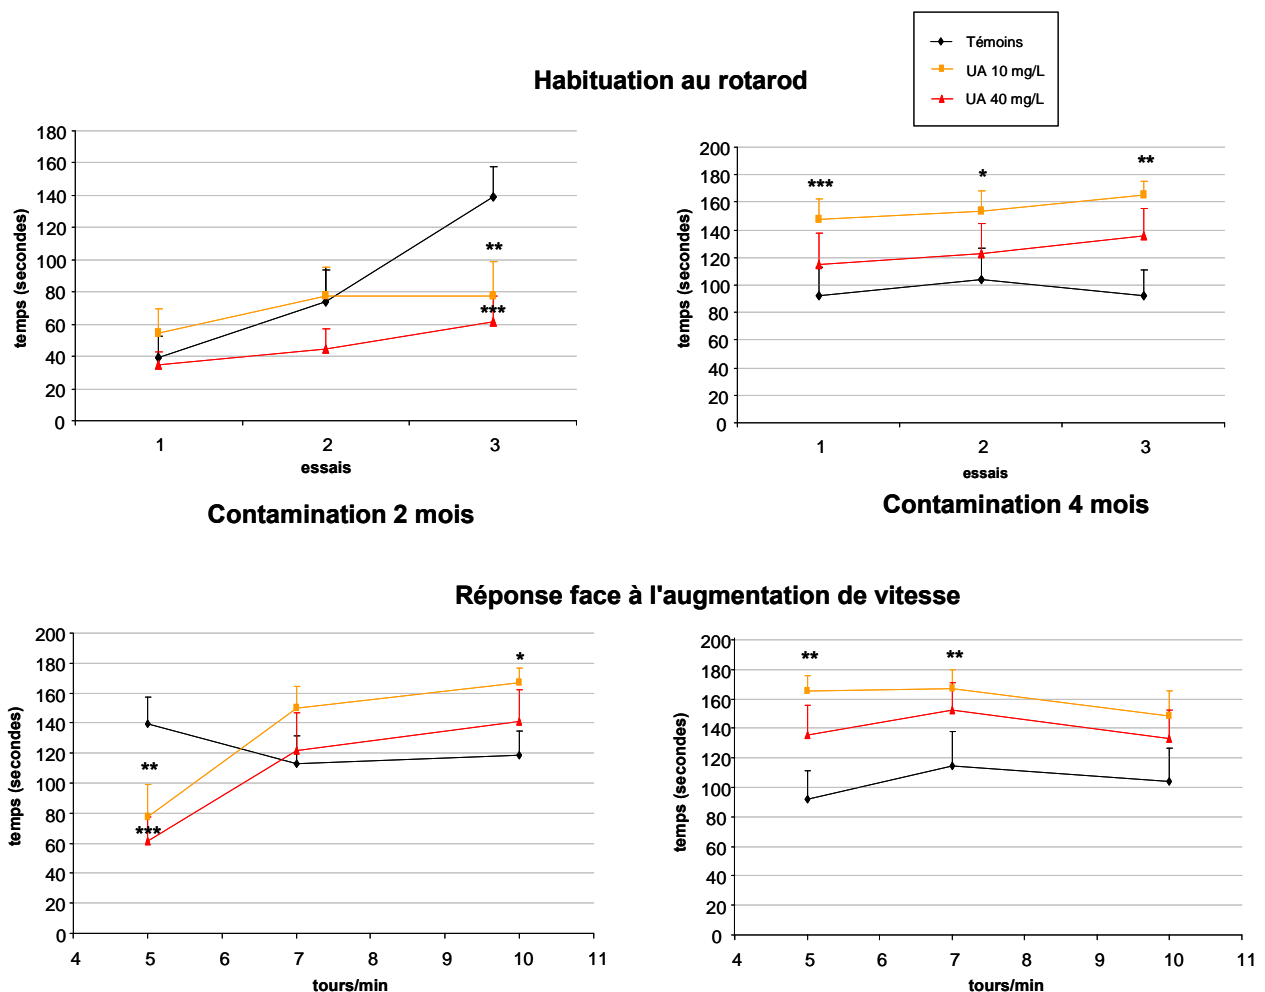 Témoins
UA 10 mg/L
UA 40 mg/L
Habituation au rotarod
temps (secondes)
180
160
140
120
100
80
60
40
20
0
**
***
1 2 3
essais
Contamination 2 mois
temps (secondes)
200
180
160
140
120
100
80
60
40
20
0
***
*
**
1 2 3
essais
Contamination 4 mois
Réponse face à l'augmentation de vitesse
temps (secondes)
200
180
160
140
120
100
80
60
40
20
0
**
***
*
4 5 6 7 8 9 10 11
tours/min
temps (secondes)
200
180
160
140
120
100
80
60
40
20
0
**
**
4 5 6 7 8 9 10 11
tours/min